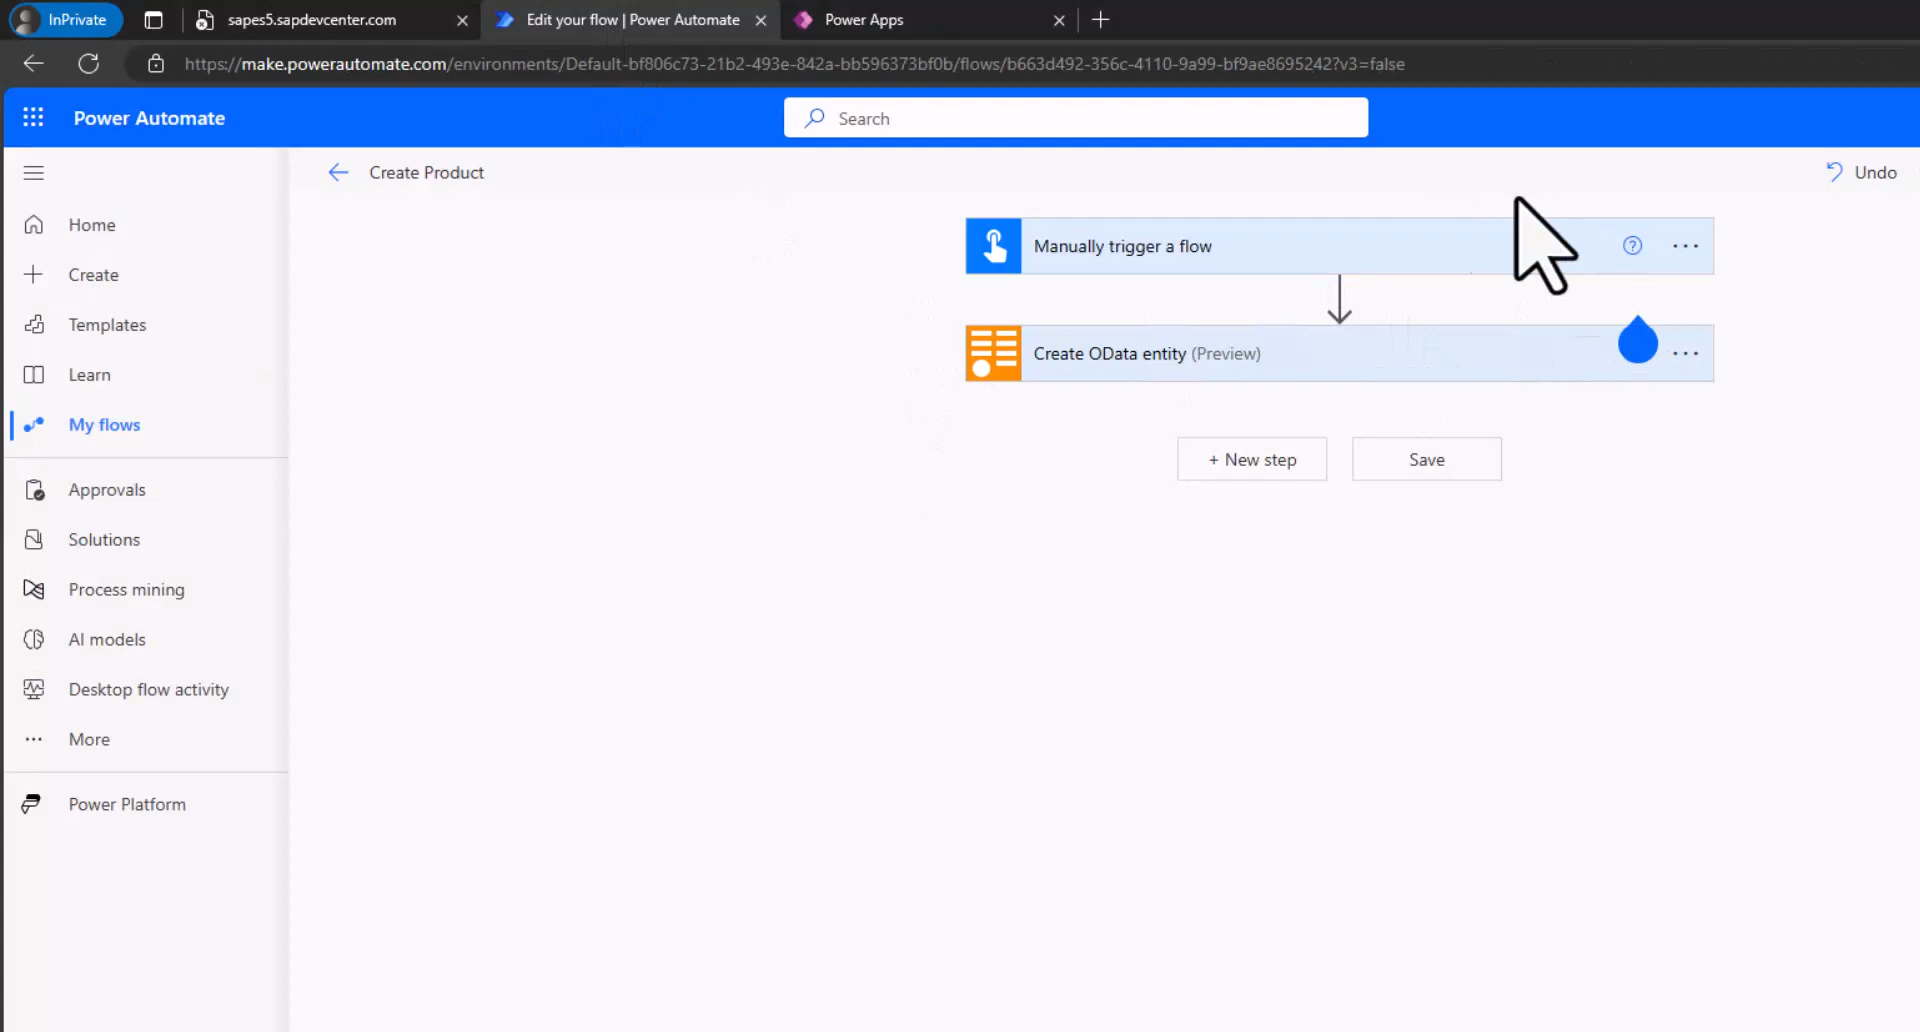 InPrivate
sapes5.sapdevcenter.com
Edit your flow | Power Automate
Power Apps
https://make.powerautomate.com/environments/Default-bf806c73-21b2-493e-842a-bb596373bf0b/flows/b663d492-356c-4110-9a99-bf9ae8695242?v3=false
Power Automate
Search
Create Product
Undo
Home
Create
Templates
Learn
My flows
Approvals
Solutions
Process mining
AI models
Desktop flow activity
More
Power Platform
Manually trigger a flow
Create OData entity (Preview)
+ New step
Save